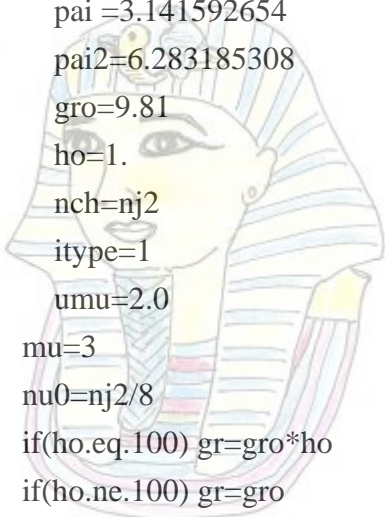 pai =3.141592654
pai2=6.283185308
gro=9.81
ho=1.
nch=nj2
itype=1
umu=2.0
mu=3
nu0=nj2/8
if(ho.eq.100) gr=gro*ho
if(ho.ne.100) gr=gro